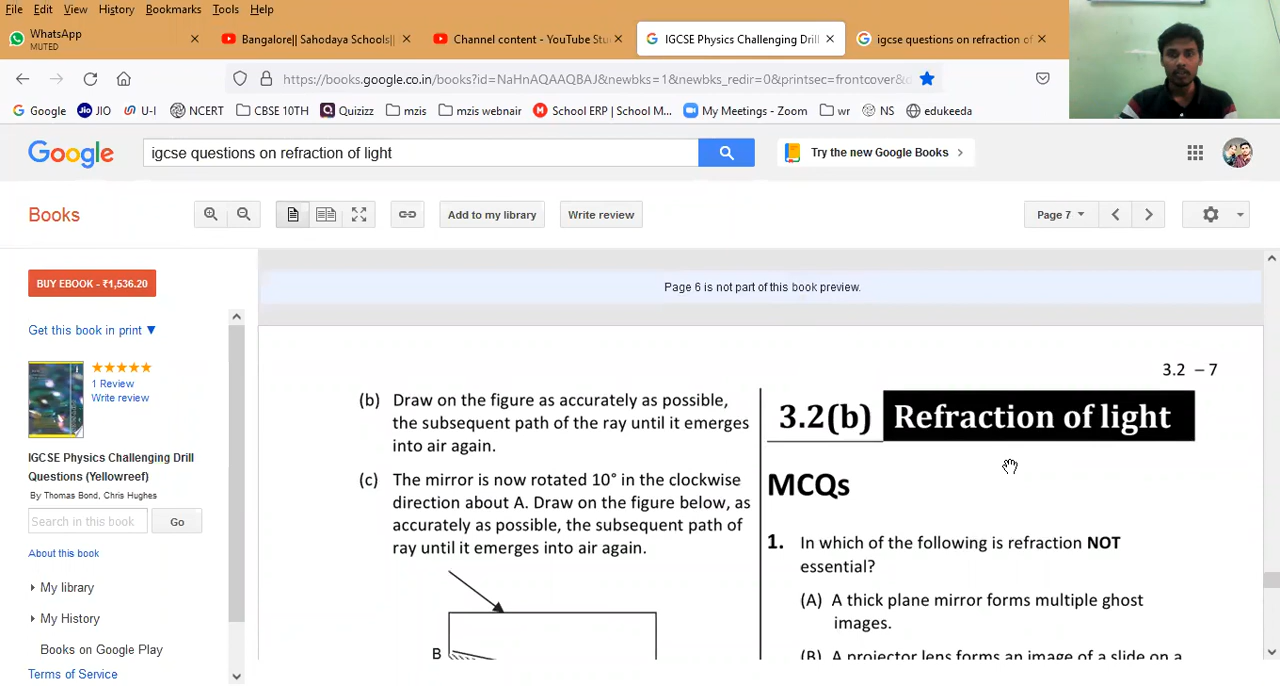 File Edit View History Bookmarks Tools Help
WhatsApp
MUTED
Bangalore|| Sahodaya Schools||
Channel content - YouTube Stu
IGCSE Physics Challenging Dril
igcse questions on refraction of
https://books.google.co.in/books?id=NaHnAQAAQBAJ&newbks=1&newbks_redir=0&printsec=frontcover&
Google JIO U-I NCERT CBSE 10TH Quizizz mzis mzis webnair School ERP | School M... My Meetings - Zoom wr NS edukeeda
Google
igcse questions on refraction of light
Try the new Google Books
Books
Add to my library
Write review
Page 7
BUY EBOOK - ₹1,536.20
Get this book in print ▼
1 Review
Write review
IGCSE Physics Challenging Drill
Questions (Yellowreef)
By Thomas Bond, Chris Hughes
Search in this book
Go
About this book
My library
My History
Books on Google Play
Terms of Service
Page 6 is not part of this book preview.
3.2 – 7
(b) Draw on the figure as accurately as possible,
the subsequent path of the ray until it emerges
into air again.
(c) The mirror is now rotated 10° in the clockwise
direction about A. Draw on the figure below, as
accurately as possible, the subsequent path of
ray until it emerges into air again.
B
3.2(b) Refraction of light
MCQs
1. In which of the following is refraction NOT
essential?
(A) A thick plane mirror forms multiple ghost
images.
(B) A projector lens forms an image of a slide on a